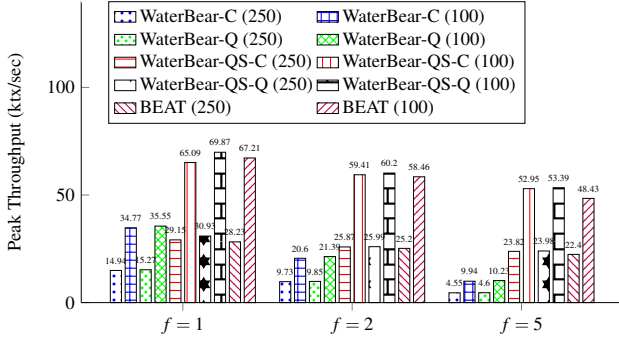 WaterBear-C (250) WaterBear-C (100)
WaterBear-Q (250) WaterBear-Q (100)
WaterBear-QS-C (250) WaterBear-QS-C (100)
WaterBear-QS-Q (250) WaterBear-QS-Q (100)
BEAT (250) BEAT (100)
Peak Throughput (ktx/sec)
100
50
0
14.94 34.77 15.27 35.55 29.15 65.09 30.93 69.87 28.23 67.21
9.73 20.6 9.85 21.39 25.87 59.41 25.99 60.2 25.2 58.46
4.55 9.94 4.6 10.23 23.82 52.95 23.98 53.39 22.4 48.43
f = 1 f = 2 f = 5